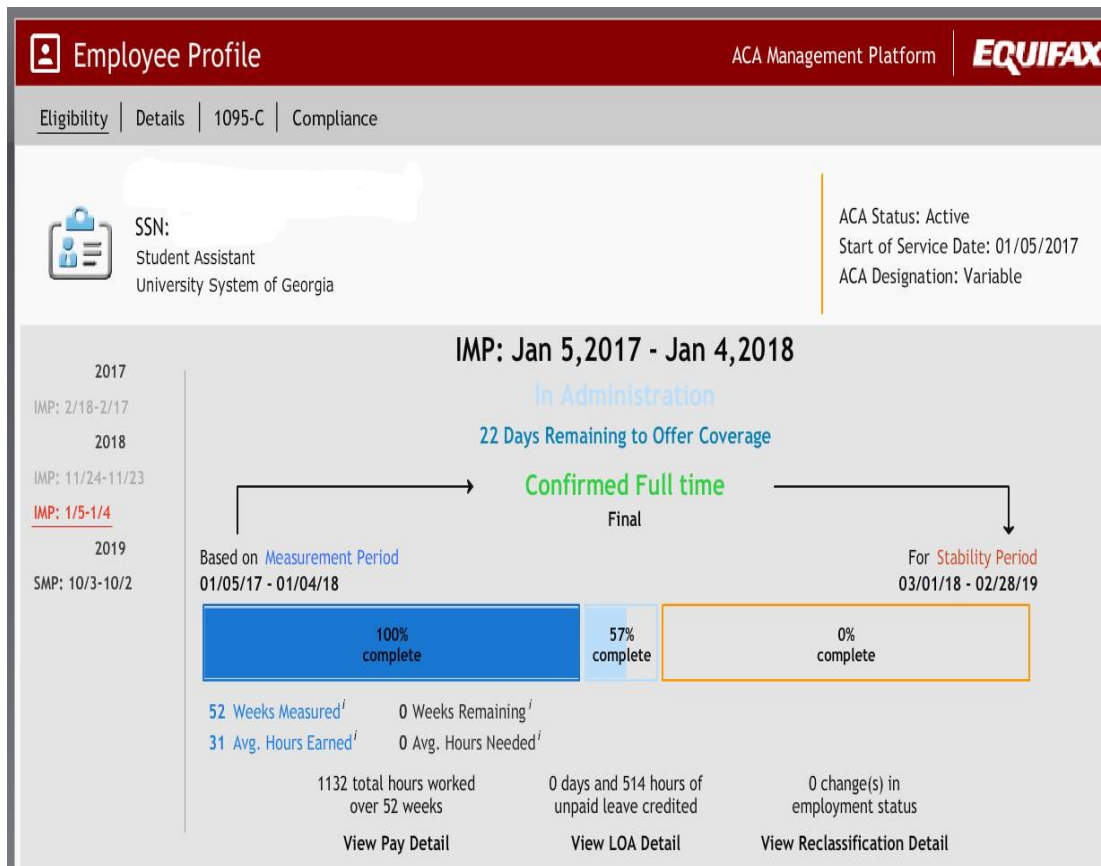 Employee Profile
ACA Management Platform
EQUIFAX
Eligibility | Details | 1095-C | Compliance
SSN:
Student Assistant
University System of Georgia
ACA Status: Active
Start of Service Date: 01/05/2017
ACA Designation: Variable
2017
IMP: 2/18-2/17
2018
IMP: 11/24-11/23
IMP: 1/5-1/4
2019
SMP: 10/3-10/2
IMP: Jan 5,2017 - Jan 4,2018
In Administration
22 Days Remaining to Offer Coverage
Confirmed Full time
Final
Based on Measurement Period
01/05/17 - 01/04/18
For Stability Period
03/01/18 - 02/28/19
100%
complete
57%
complete
0%
complete
52 Weeks Measured i
0 Weeks Remaining i
31 Avg. Hours Earned i
0 Avg. Hours Needed i
1132 total hours worked
over 52 weeks
View Pay Detail
0 days and 514 hours of
unpaid leave credited
View LOA Detail
0 change(s) in
employment status
View Reclassification Detail